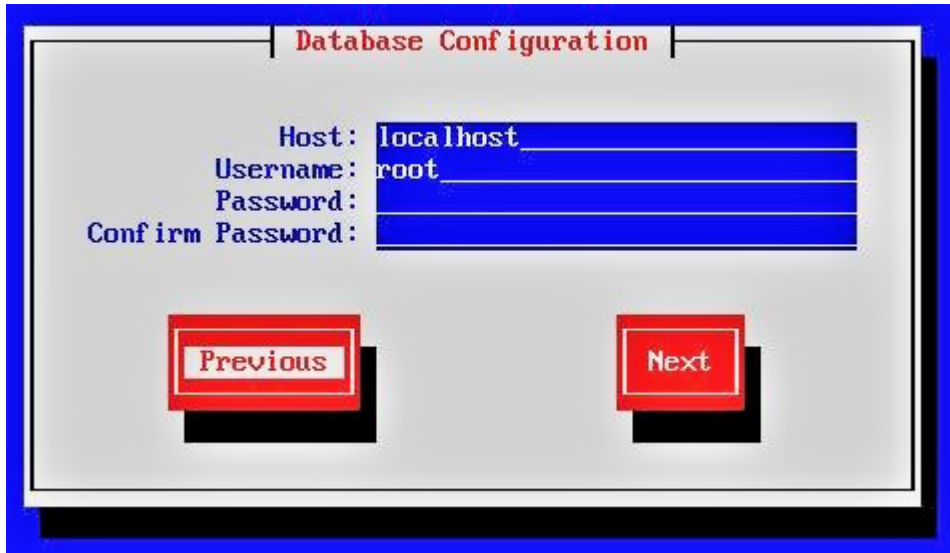 Database Configuration
Host: localhost
Username: root
Password:
Confirm Password:
Previous Next